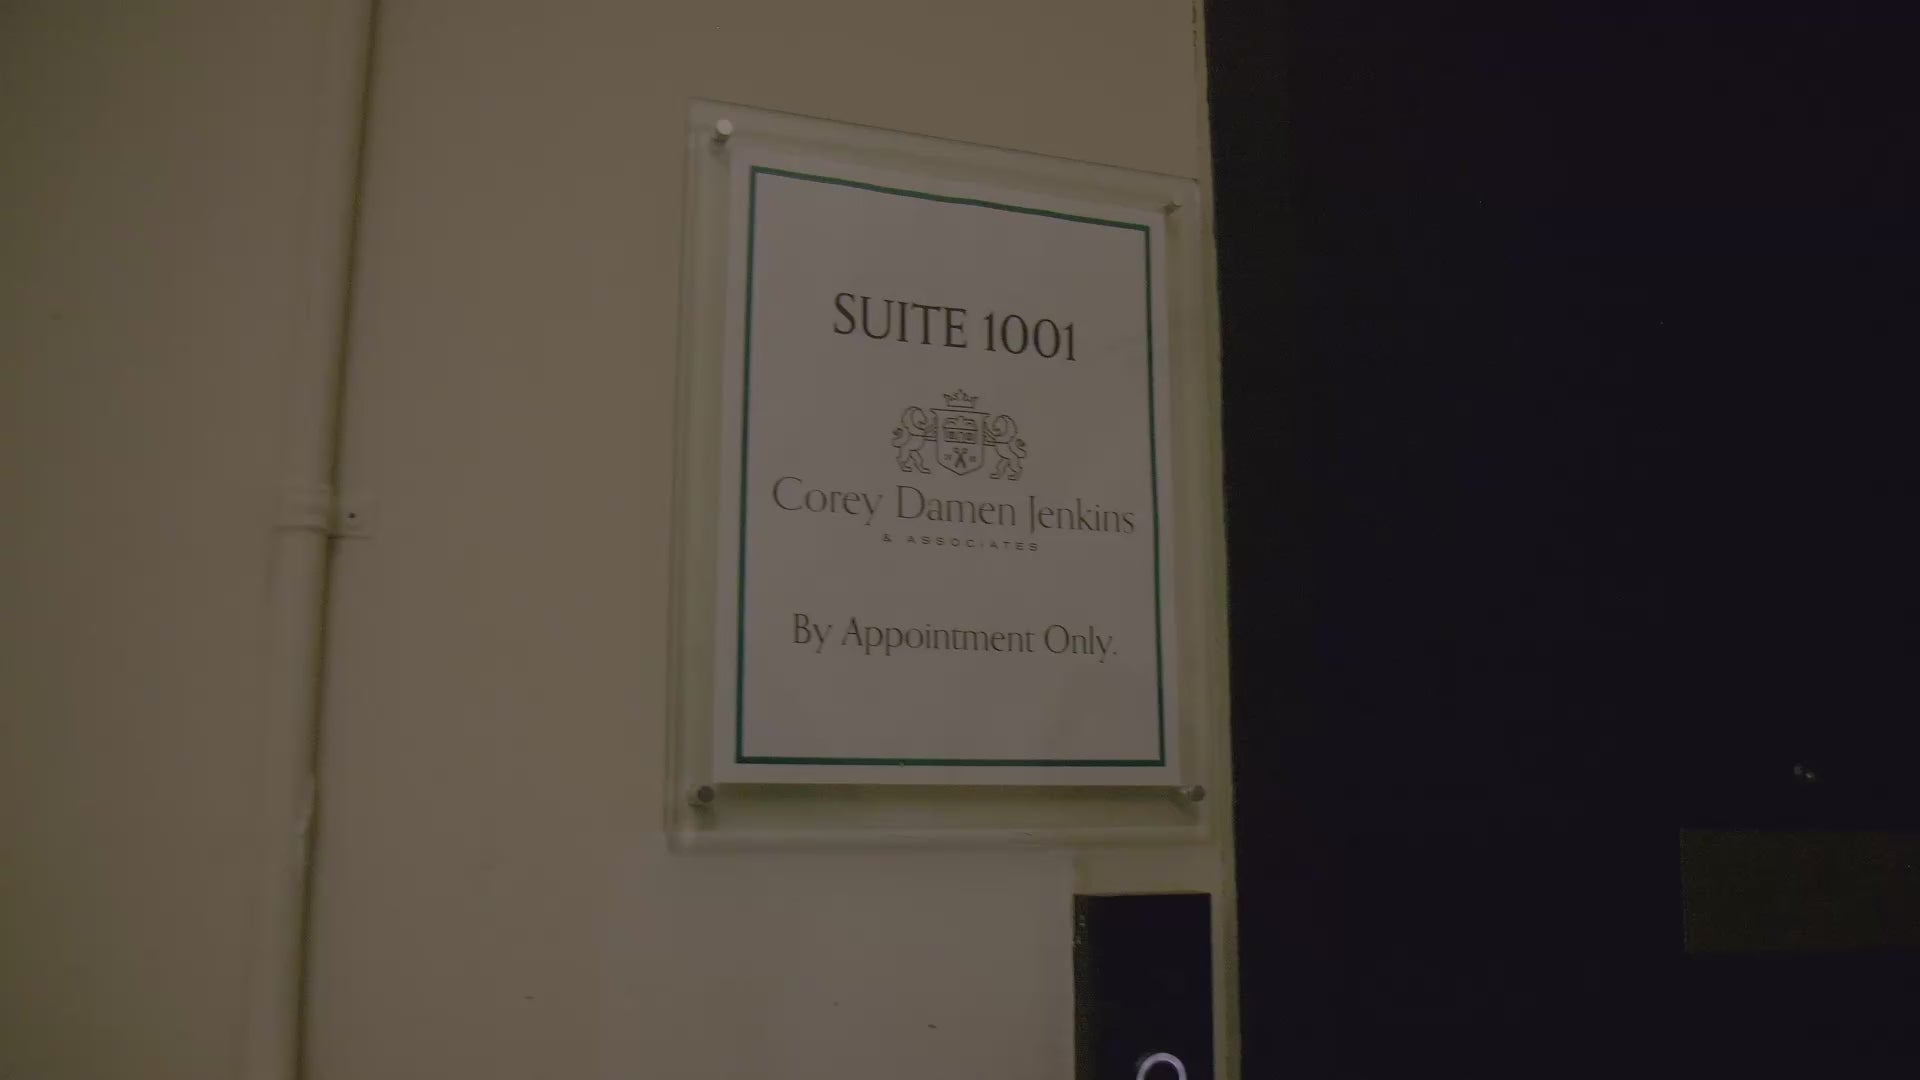 SUITE 1001
Corey Damen Jenkins
& ASSOCIATES
By Appointment Only.